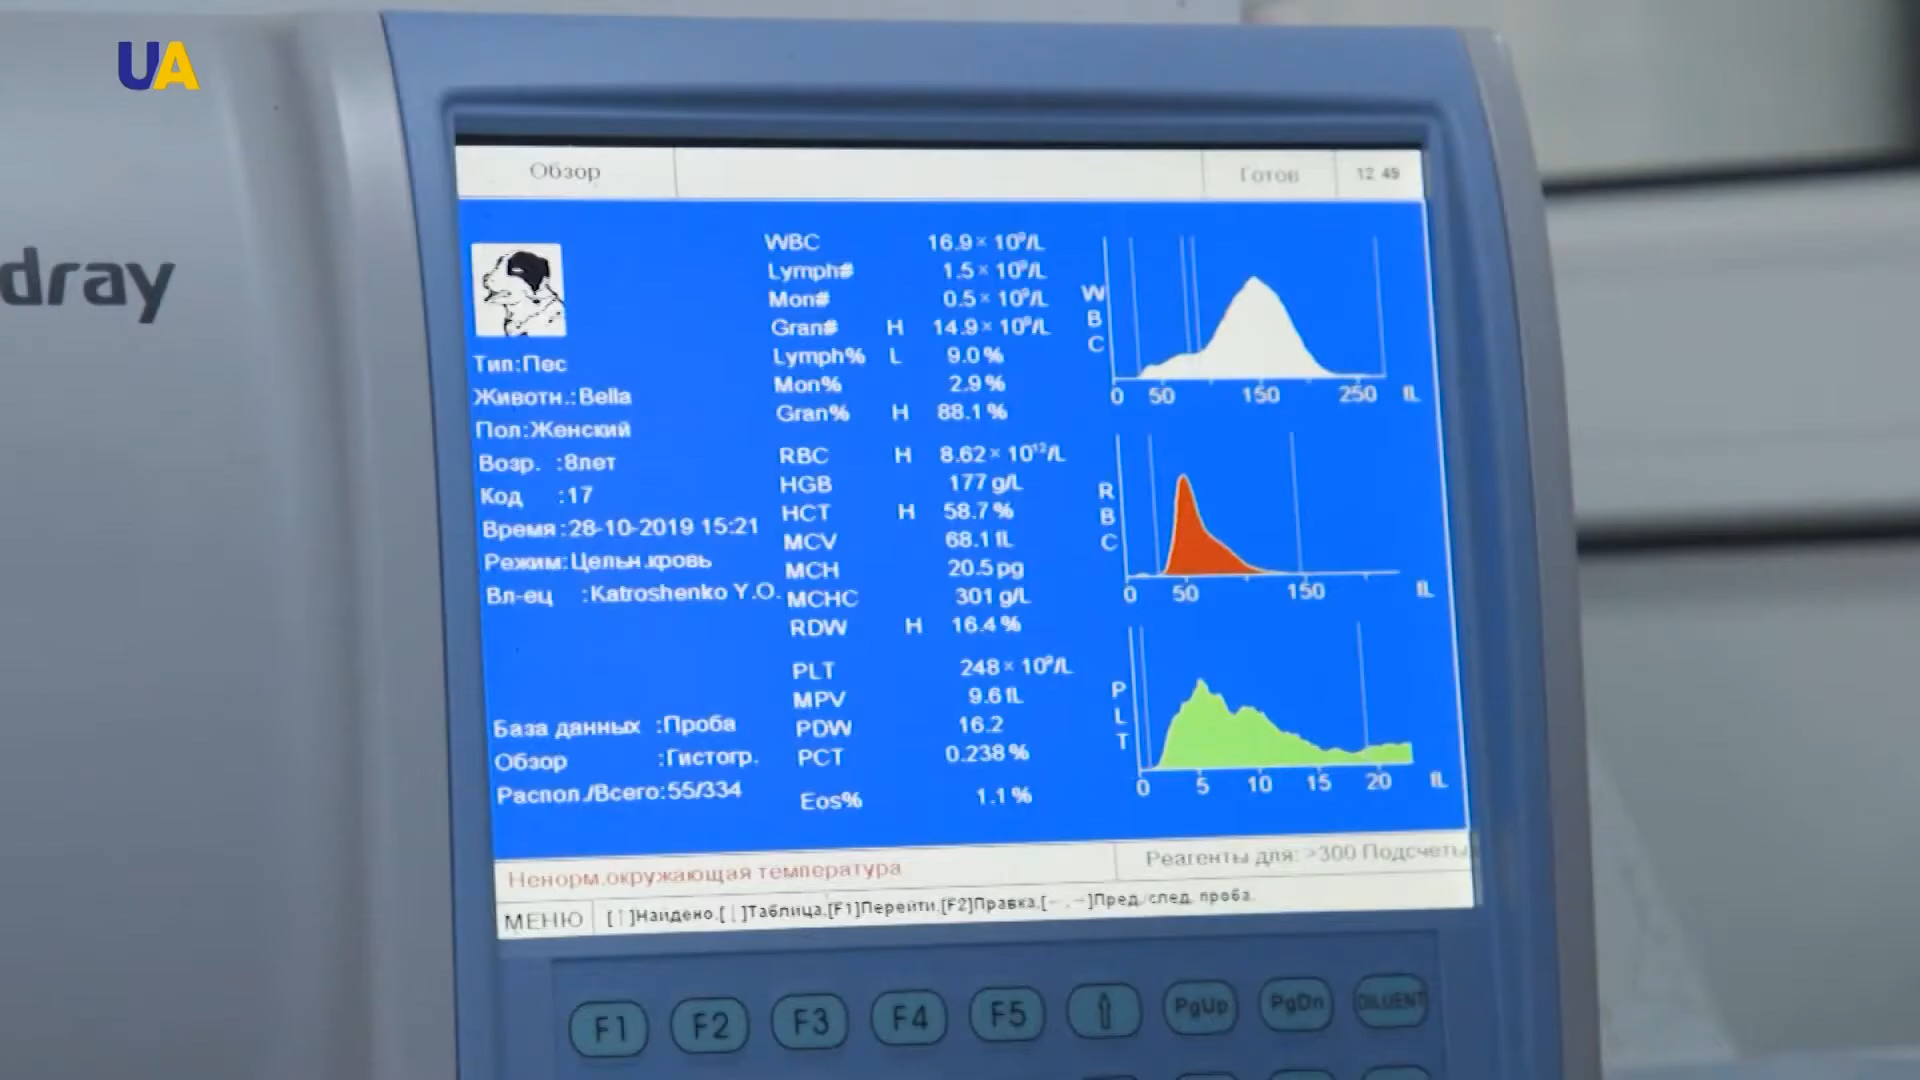 UA
dray
Обзор
Готов
12 49
Тип:Пес
Животн.:Bella
Пол:Женский
Возр. :8лет
Код :17
Время:28-10-2019 15:21
Режим:Цельн.кровь
Вл-ец :Katroshenko Y.O.
База данных :Проба
Обзор :Гистогр.
Распол./Всего:55/334
WBC 16.9 × 10⁹/L
Lymph# 1.5 × 10⁹/L
Mon# 0.5 × 10⁹/L
Gran# H 14.9 × 10⁹/L
Lymph% L 9.0 %
Mon% 2.9 %
Gran% H 88.1 %
RBC H 8.62 × 10¹²/L
HGB 177 g/L
HCT H 58.7 %
MCV 68.1 fL
MCH 20.5 pg
MCHC 301 g/L
RDW H 16.4 %
PLT 248 × 10⁹/L
MPV 9.6 fL
PDW 16.2
PCT 0.238 %
Eos% 1.1 %
WBC
0 50 150 250 fL
RBC
0 50 150 fL
PLT
0 5 10 15 20 fL
Ненорм.окружающая температура
Реагенты для: >300 Подсчеты
МЕНЮ
[↑]Найдено,[↓]Таблица,[F1]Перейти,[F2]Правка,[←,→]Пред./след. проба.
F1 F2 F3 F4 F5 ⇧ PgUp PgDn DILUENT